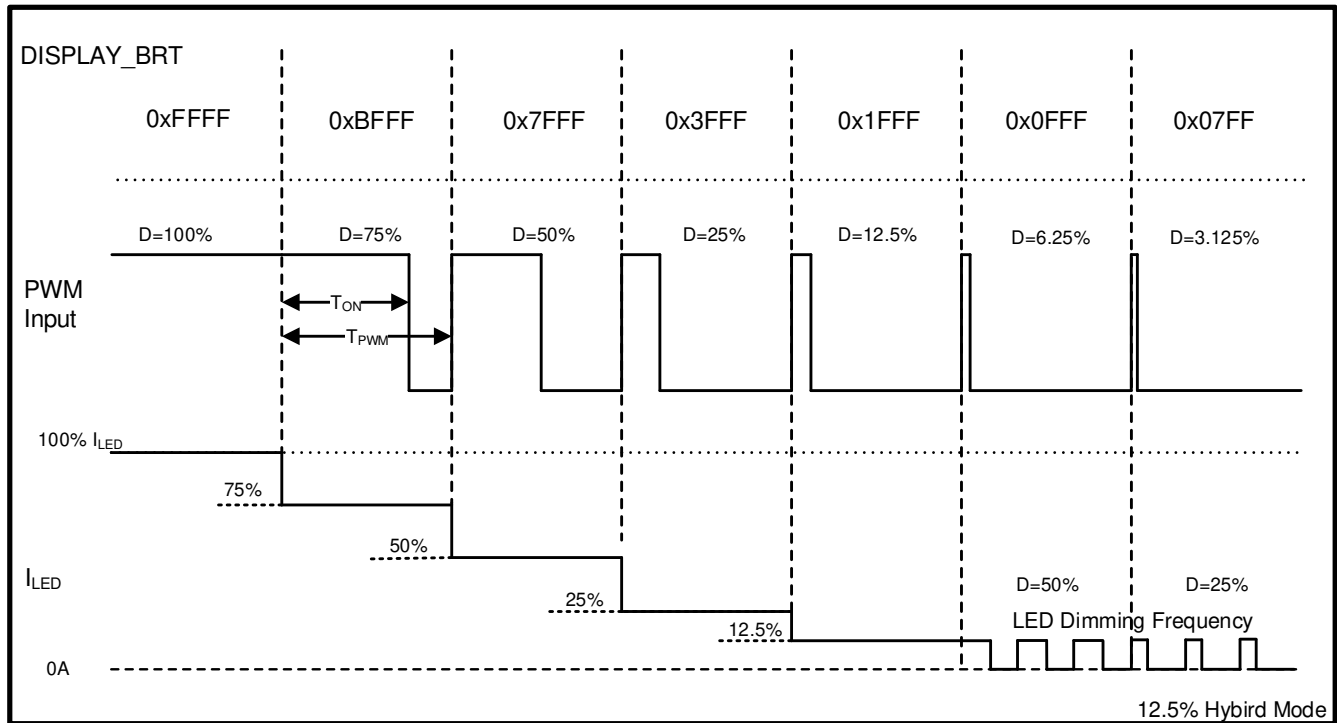 DISPLAY_BRT
0xFFFF 0xBFFF 0x7FFF 0x3FFF 0x1FFF 0x0FFF 0x07FF
D=100% D=75% D=50% D=25% D=12.5% D=6.25% D=3.125%
PWM
Input
TON
TPWM
100% ILED
75%
50%
ILED
25%
12.5%
D=50% D=25%
LED Dimming Frequency
0A
12.5% Hybird Mode